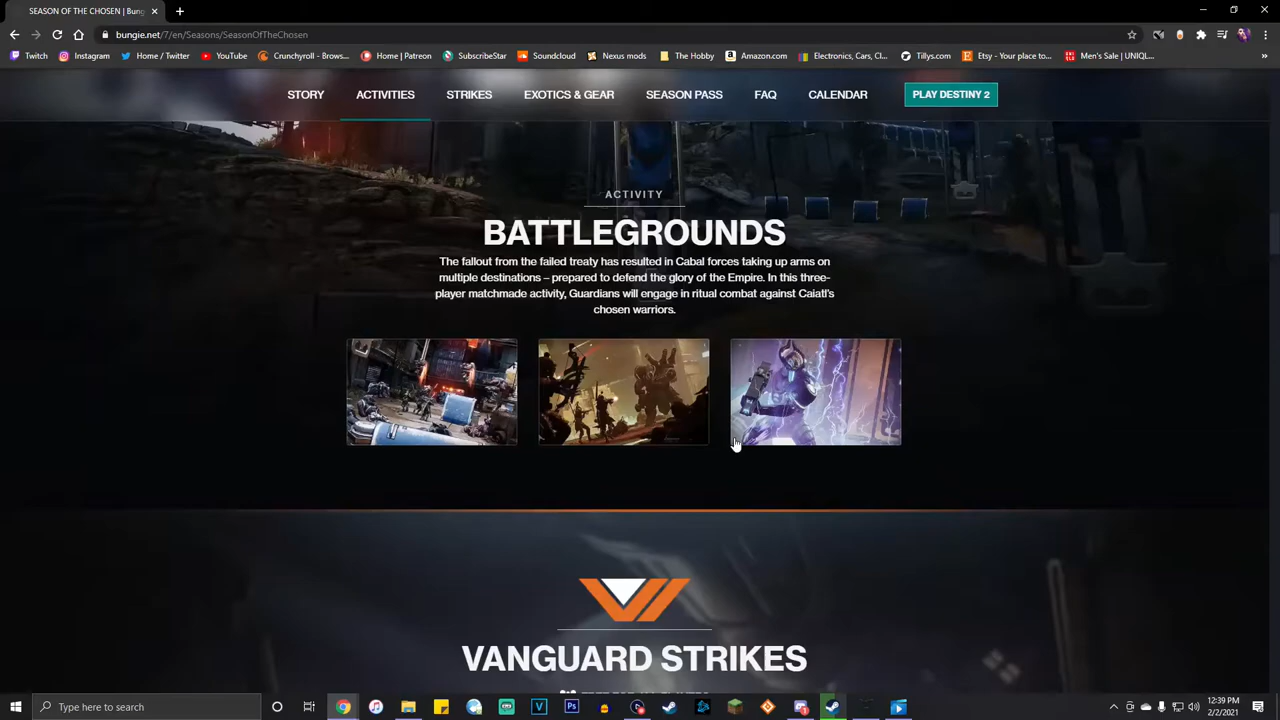 SEASON OF THE CHOSEN | Bung
bungie.net/7/en/Seasons/SeasonOfTheChosen
Twitch Instagram Home / Twitter YouTube Crunchyroll - Brows... Home | Patreon SubscribeStar Soundcloud Nexus mods The Hobby Amazon.com Electronics, Cars, Cl... Tillys.com Etsy - Your place to... Men's Sale | UNIQL...
STORY ACTIVITIES STRIKES EXOTICS & GEAR SEASON PASS FAQ CALENDAR PLAY DESTINY 2
ACTIVITY
BATTLEGROUNDS
The fallout from the failed treaty has resulted in Cabal forces taking up arms on
multiple destinations – prepared to defend the glory of the Empire. In this three-
player matchmade activity, Guardians will engage in ritual combat against Caiatl's
chosen warriors.
VANGUARD STRIKES
Type here to search
12:39 PM
2/2/2021